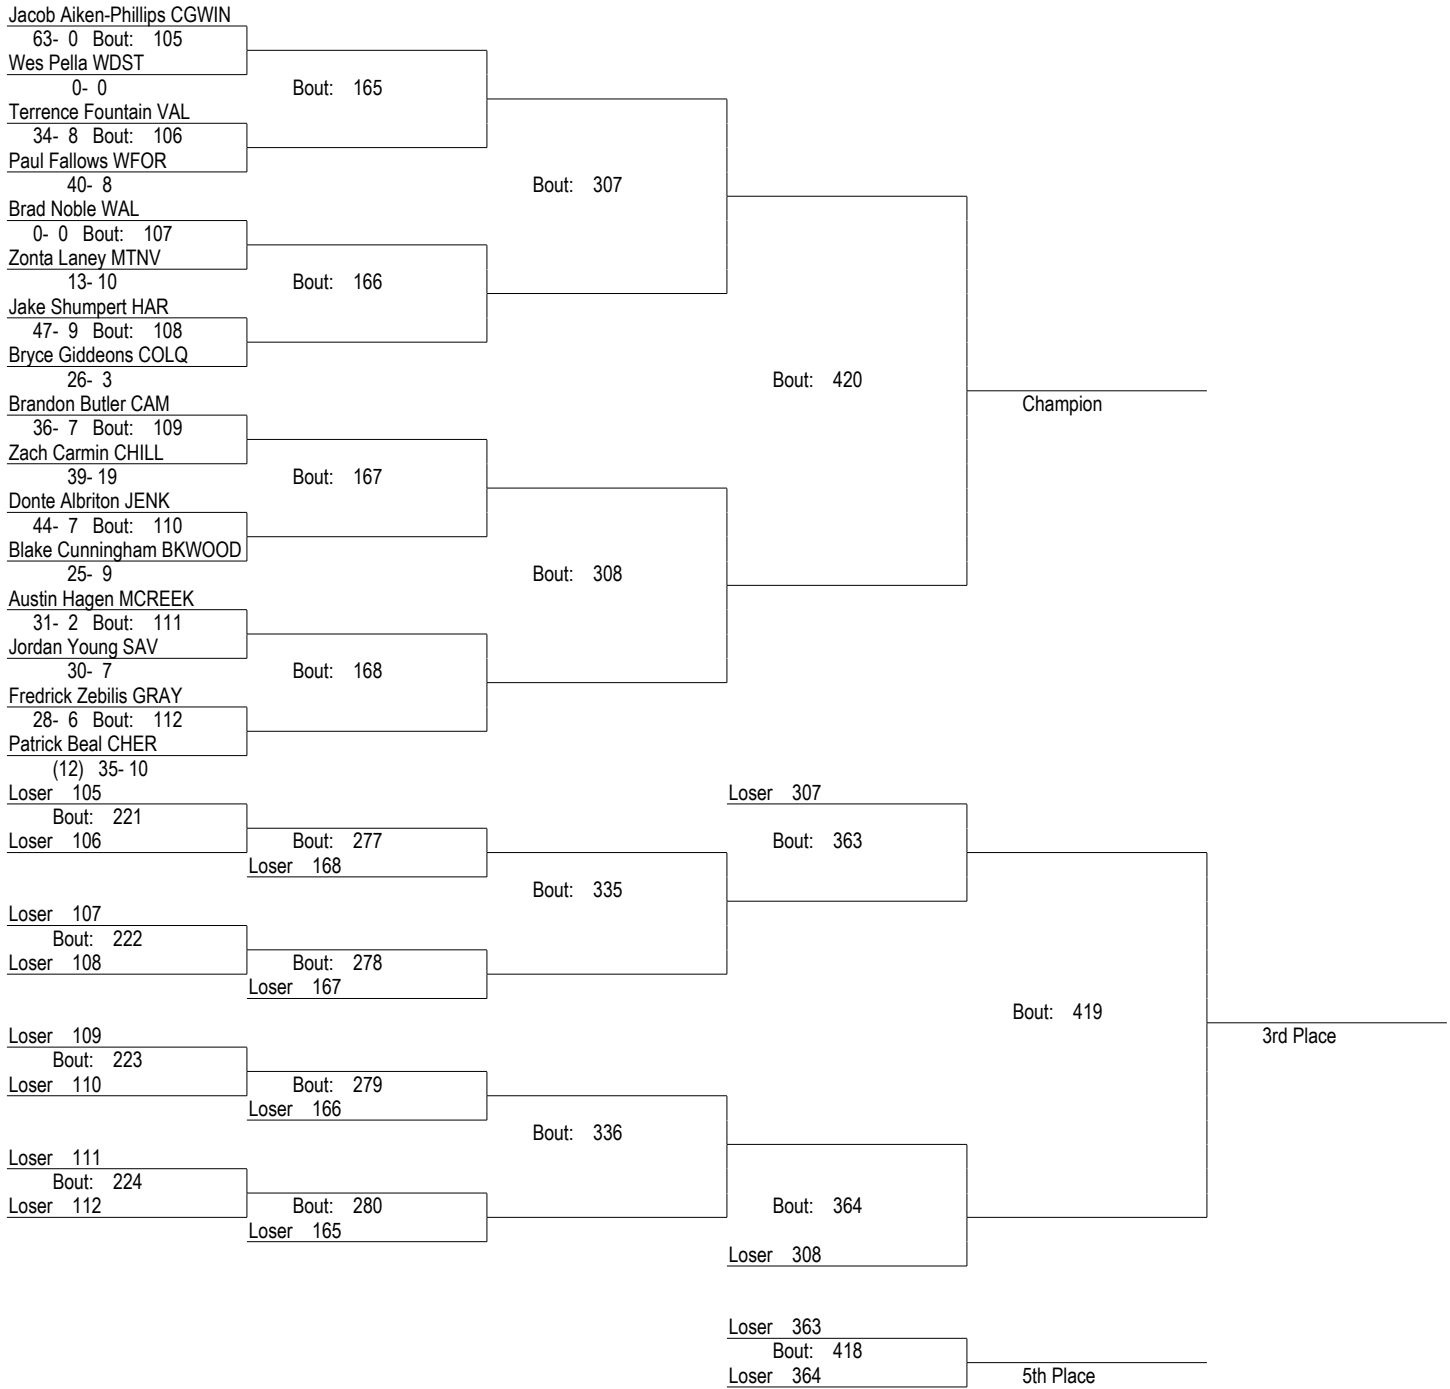 Jacob Aiken-Phillips CGWIN
63- 0 Bout: 105
Wes Pella WDST
0- 0 Bout: 165
Terrence Fountain VAL
34- 8 Bout: 106
Paul Fallows WFOR
40- 8 Bout: 307
Brad Noble WAL
0- 0 Bout: 107
Zonta Laney MTNV
13- 10 Bout: 166
Jake Shumpert HAR
47- 9 Bout: 108
Bryce Giddeons COLQ
26- 3 Bout: 420
Brandon Butler CAM Champion
36- 7 Bout: 109
Zach Carmin CHILL
39- 19 Bout: 167
Donte Albriton JENK
44- 7 Bout: 110
Blake Cunningham BKWOOD
25- 9 Bout: 308
Austin Hagen MCREEK
31- 2 Bout: 111
Jordan Young SAV
30- 7 Bout: 168
Fredrick Zebilis GRAY
28- 6 Bout: 112
Patrick Beal CHER
(12) 35- 10
Loser 105 Loser 307
Bout: 221
Loser 106 Bout: 277 Bout: 363
Loser 168
Bout: 335
Loser 107
Bout: 222
Loser 108 Bout: 278
Loser 167
Bout: 419
Loser 109 3rd Place
Bout: 223
Loser 110 Bout: 279
Loser 166
Bout: 336
Loser 111
Bout: 224
Loser 112 Bout: 280 Bout: 364
Loser 165
Loser 308
Loser 363
Bout: 418
Loser 364 5th Place